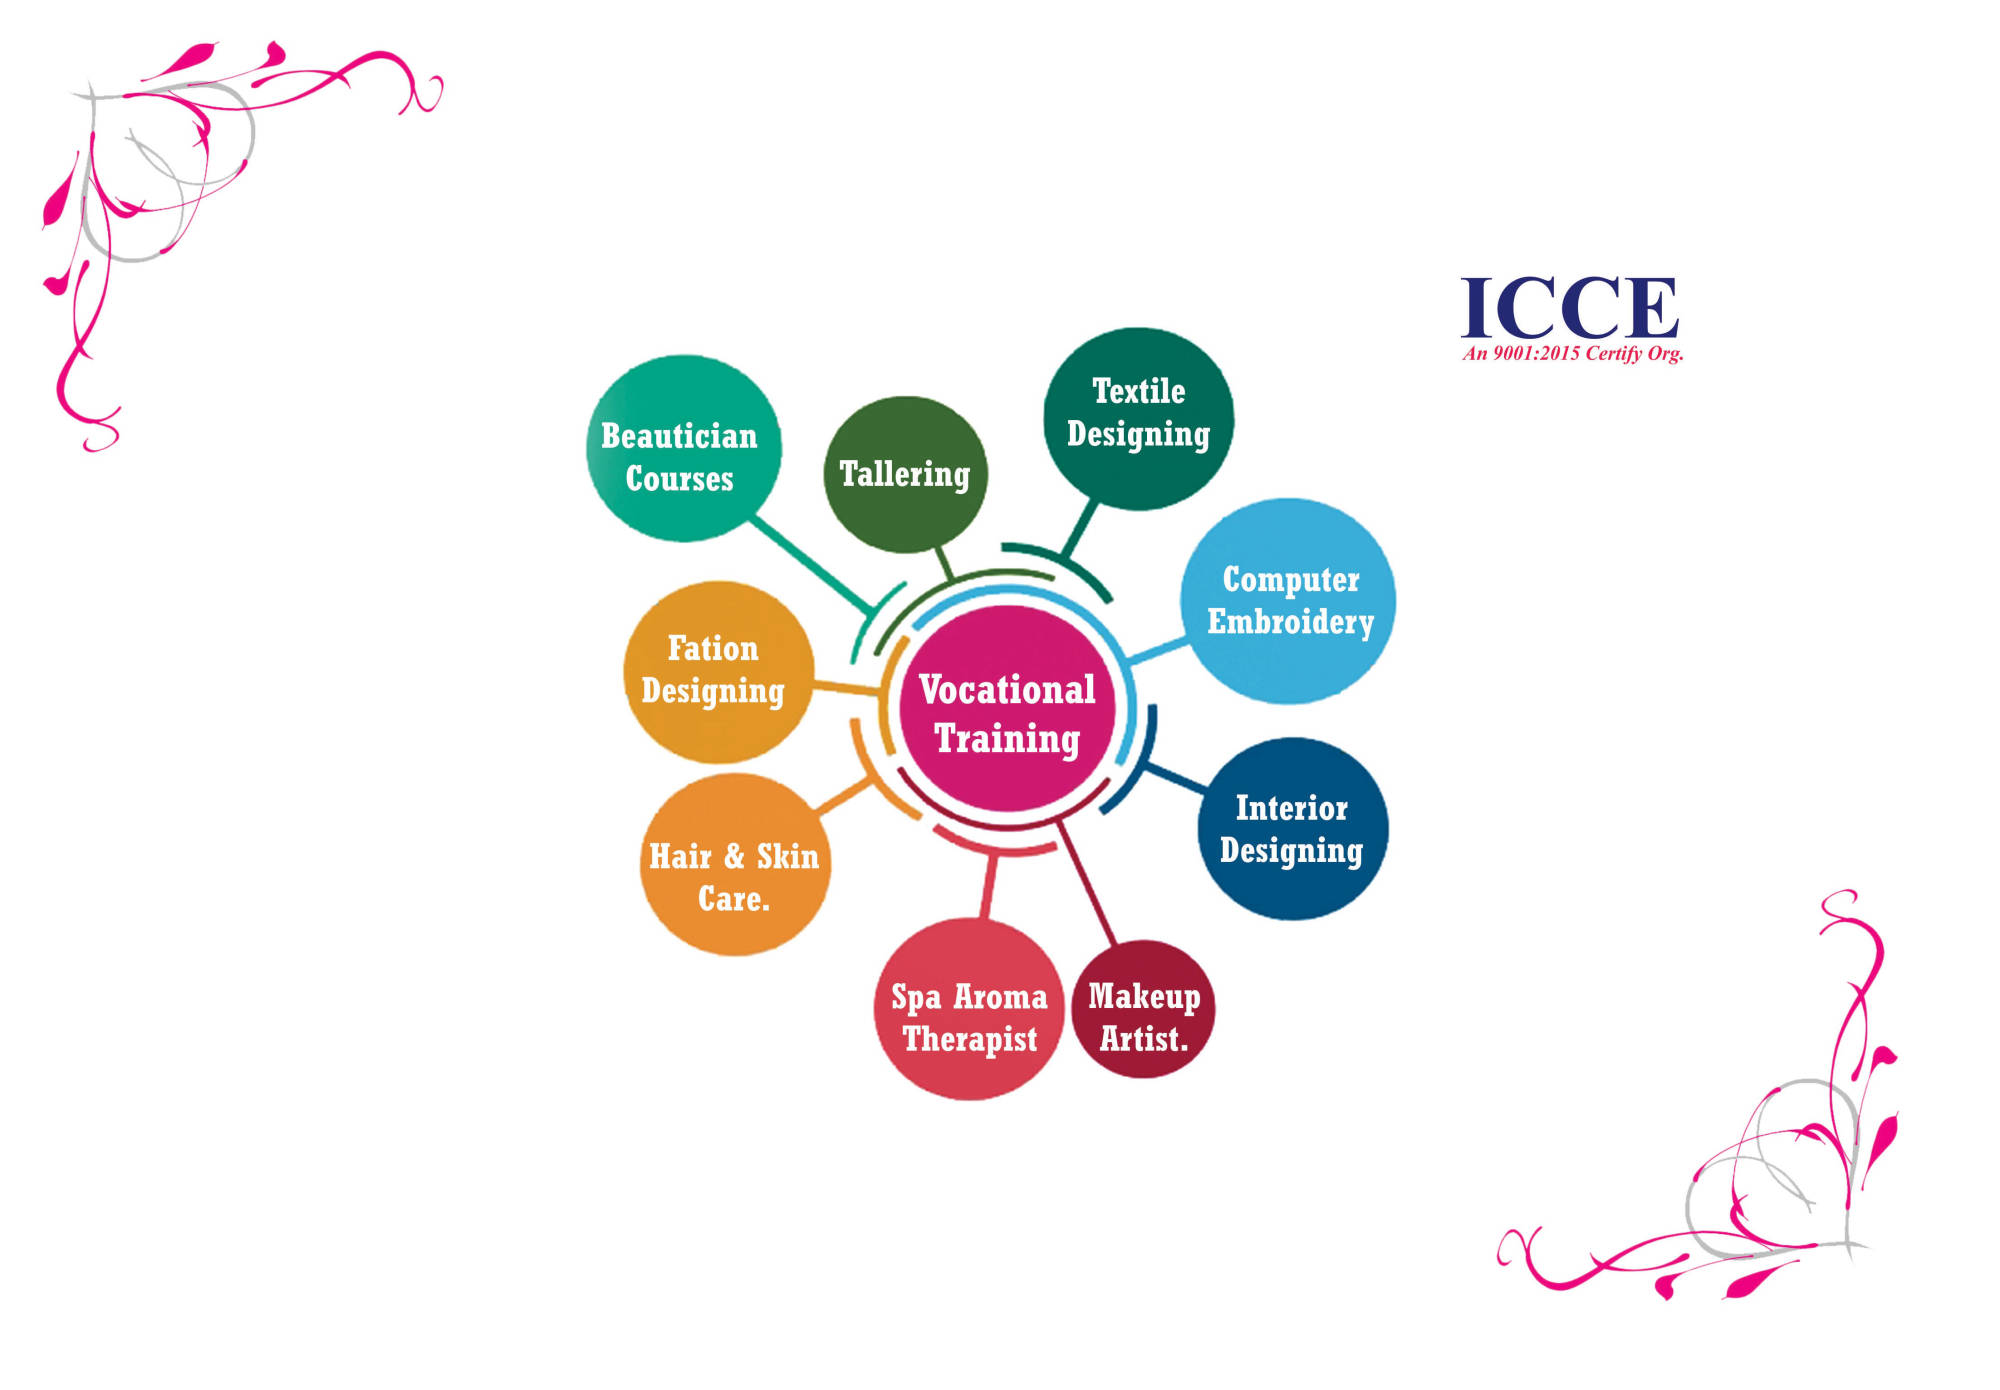 ICCE
An 9001:2015 Certify Org.
Textile
Designing
Beautician
Courses
Tallering
Computer
Embroidery
Fation
Designing
Vocational
Training
Interior
Designing
Hair & Skin
Care.
Spa Aroma
Therapist
Makeup
Artist.